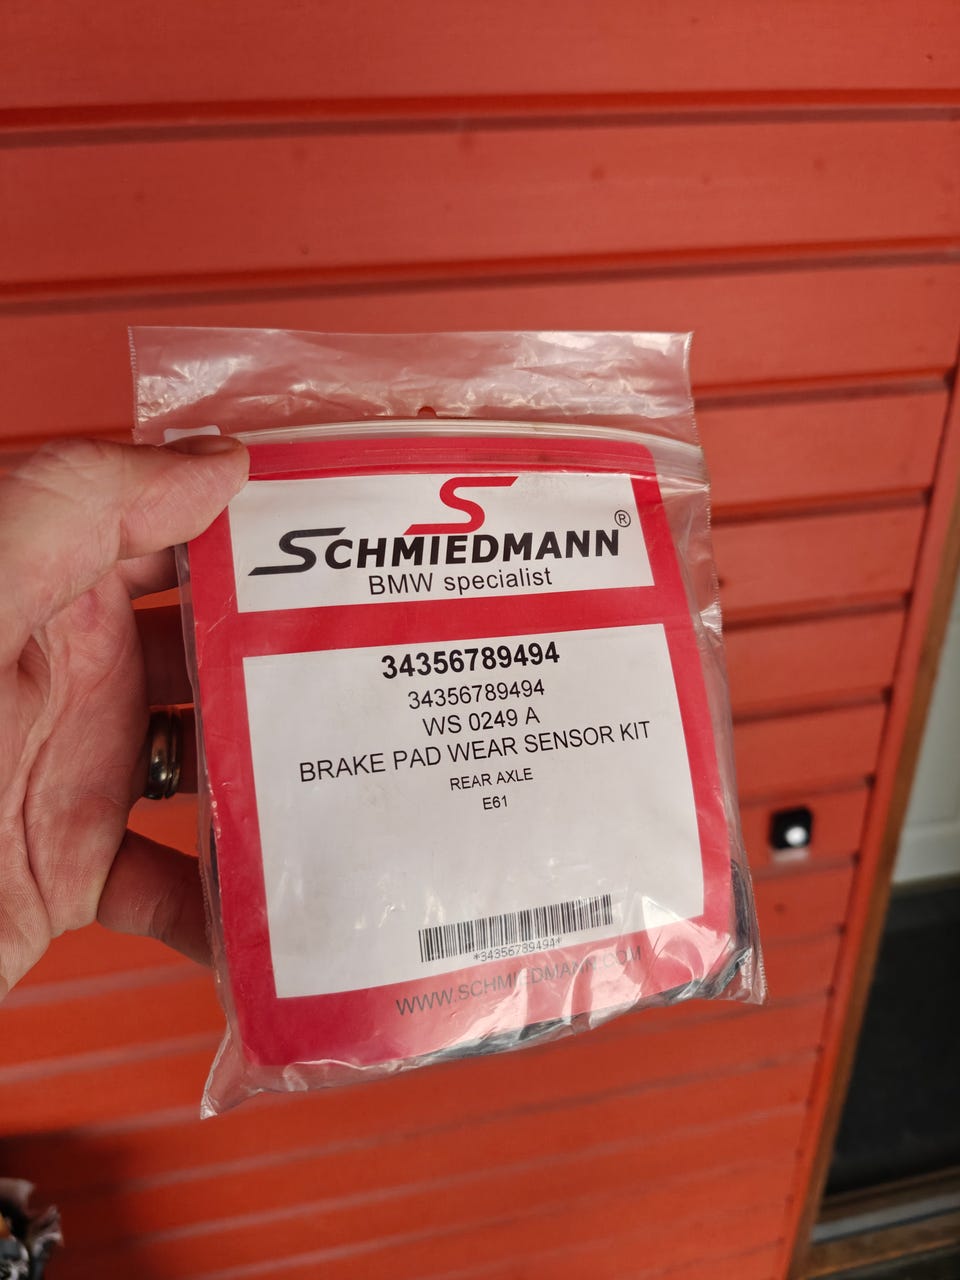 SCHMIEDMANN®
BMW specialist
34356789494
34356789494
WS 0249 A
BRAKE PAD WEAR SENSOR KIT
REAR AXLE
E61
*34356789494*
WWW.SCHMIEDMANN.COM